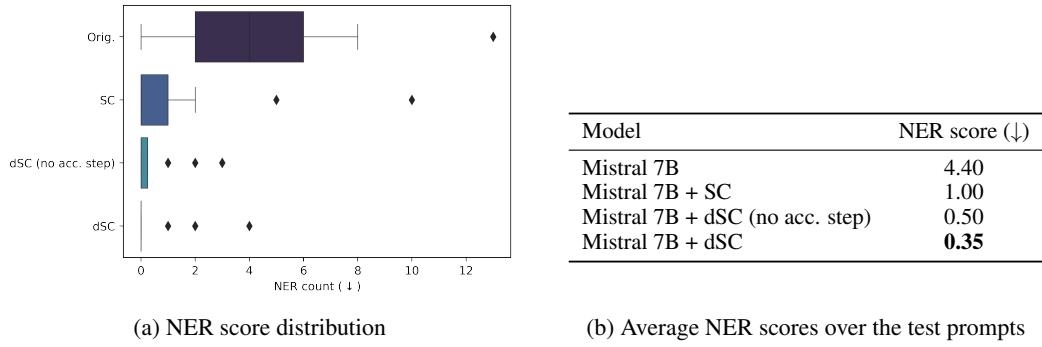 Orig.
SC
dSC (no acc. step)
dSC
0 2 4 6 8 10 12
NER count (↓)
(a) NER score distribution
Model NER score (↓)
Mistral 7B 4.40
Mistral 7B + SC 1.00
Mistral 7B + dSC (no acc. step) 0.50
Mistral 7B + dSC 0.35
(b) Average NER scores over the test prompts